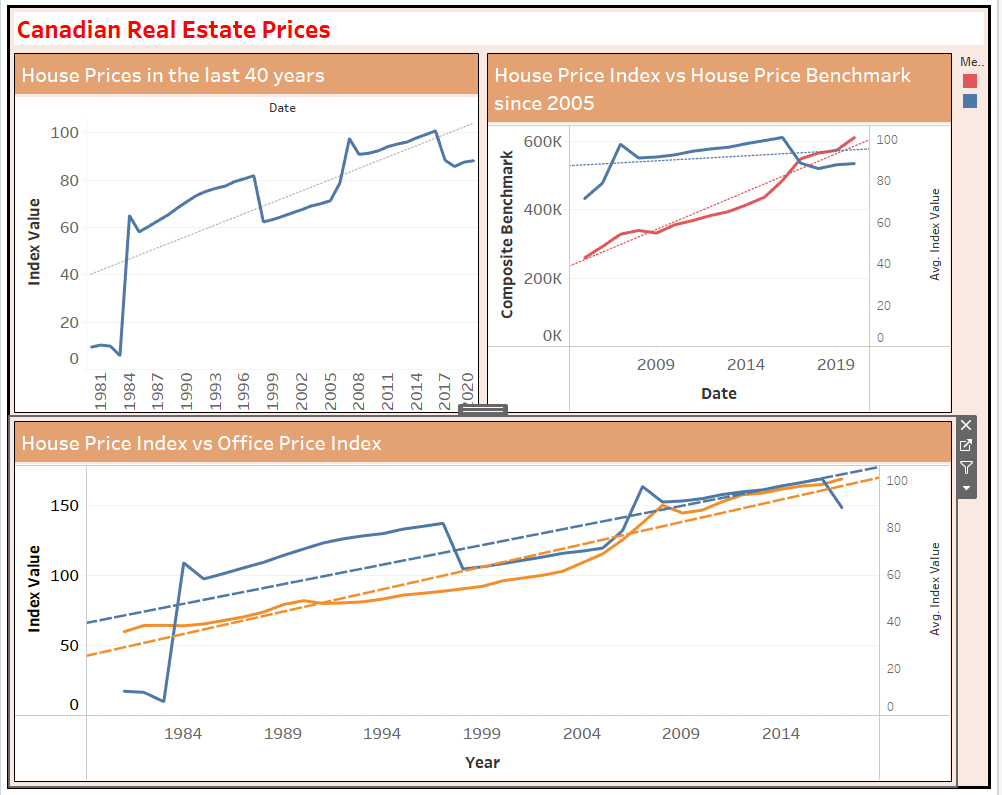 Canadian Real Estate Prices
House Prices in the last 40 years
Date
Index Value
100
80
60
40
20
0
1981
1984
1987
1990
1993
1996
1999
2002
2005
2008
2011
2014
2017
2020
House Price Index vs House Price Benchmark
since 2005
Composite Benchmark
600K
400K
200K
0K
100
80
60
40
20
0
Avg. Index Value
2009
2014
2019
Date
Me..
House Price Index vs Office Price Index
Index Value
150
100
50
0
100
80
60
40
20
0
Avg. Index Value
1984
1989
1994
1999
2004
2009
2014
Year